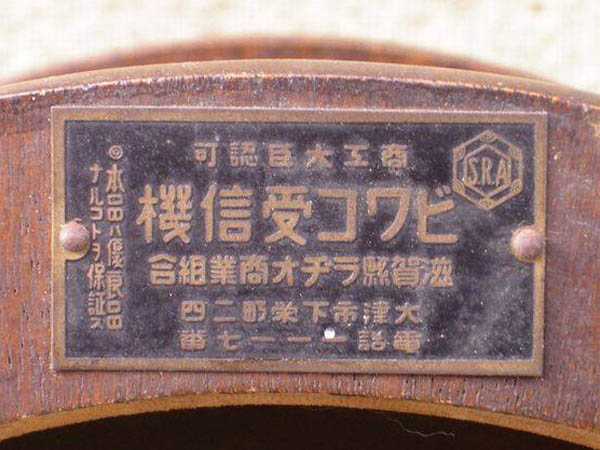 S.R.A
商工大臣認可
ビワコ受信機
滋賀縣ラヂオ商業組合
大津市下栄町二四
電話一一一七番
◎本品ハ優良品
ナルコトヲ保証ス